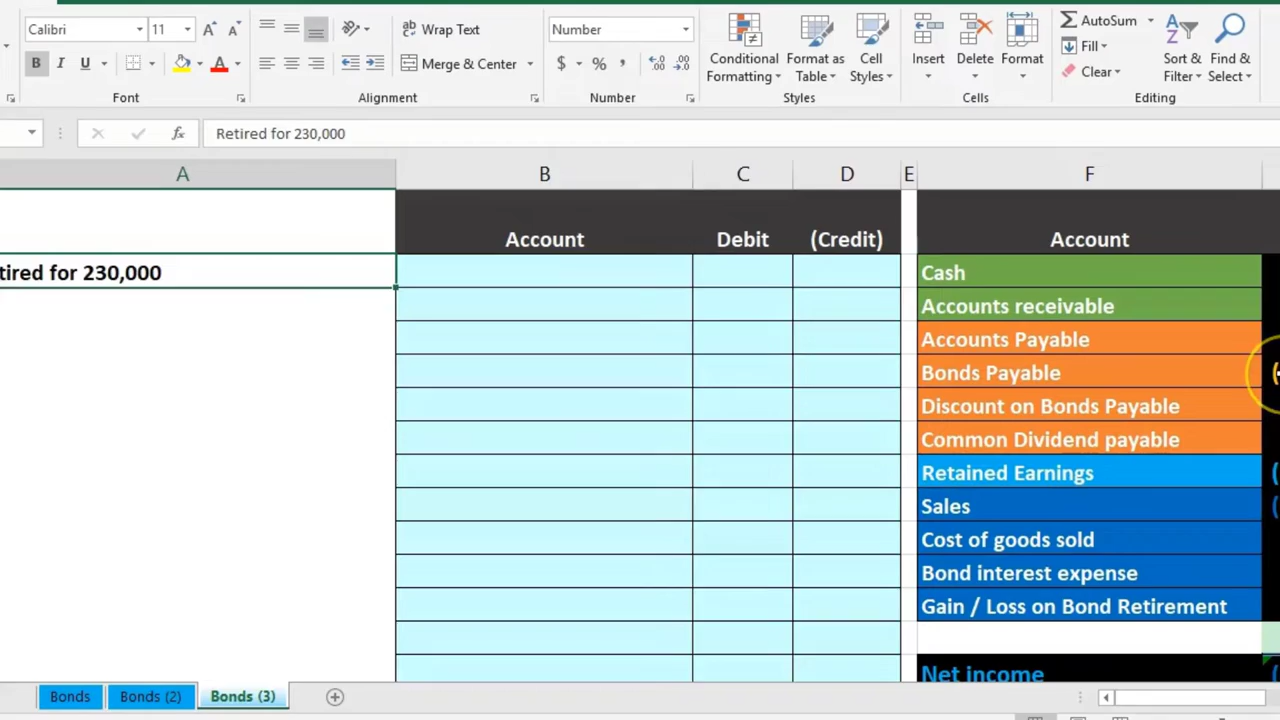 Calibri 11 Wrap Text Number AutoSum
Fill
B I U Merge & Center $ % , Conditional Format as Cell Insert Delete Format Clear Sort & Find &
Formatting Table Styles Filter Select
Font Alignment Number Styles Cells Editing
fx Retired for 230,000
A B C D E F
Account Debit (Credit) Account
tired for 230,000 Cash
Accounts receivable
Accounts Payable
Bonds Payable (
Discount on Bonds Payable
Common Dividend payable
Retained Earnings (
Sales (
Cost of goods sold
Bond interest expense
Gain / Loss on Bond Retirement
Net income (
Bonds Bonds (2) Bonds (3)